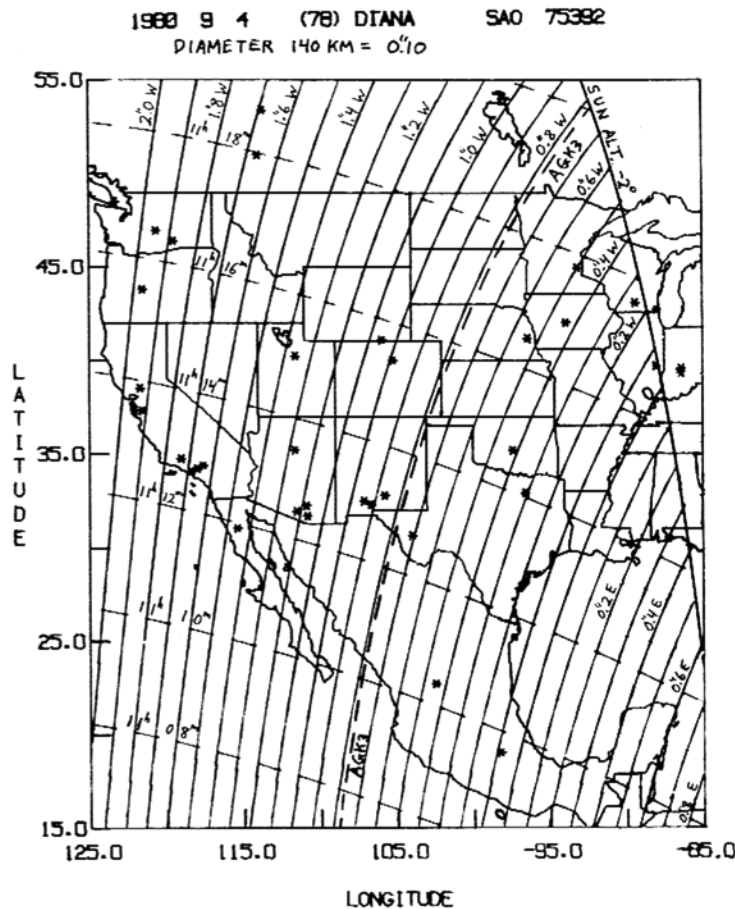 1980 9 4 (78) DIANA SAO 75392
DIAMETER 140 KM = 0."10
55.0
2."0 W
1."8 W
1."6 W
1."4 W
1."2 W
1."0 W
0."8 W
AGK3
0."6 W
SUN ALT. -2°
11h 18m
0."4 W
45.0
11h 16m
0."2 W
11h 14m
LATITUDE
35.0
11h 12m
11h 10m
0."2 E
0."4 E
25.0
0."6 E
11h 08m
AGK3
0."8 E
15.0
125.0 115.0 105.0 -95.0 -85.0
LONGITUDE